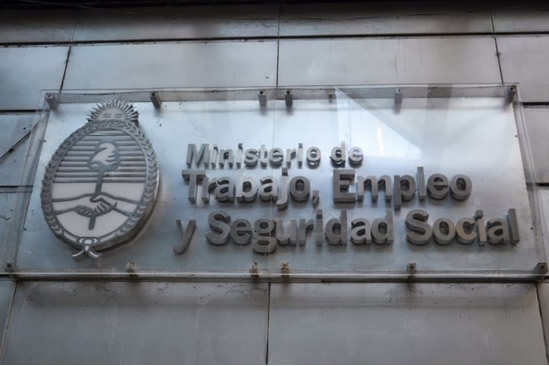 Ministerio de
Trabajo, Empleo
y Seguridad Social